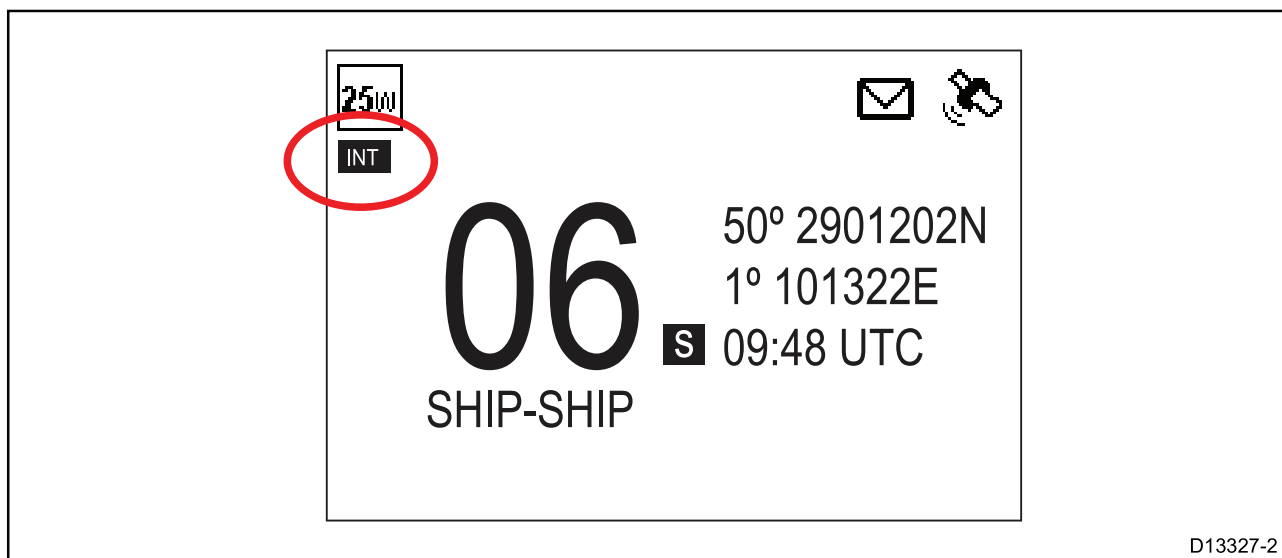 25W
INT
06
SHIP-SHIP
50º 2901202N
1º 101322E
S 09:48 UTC
D13327-2